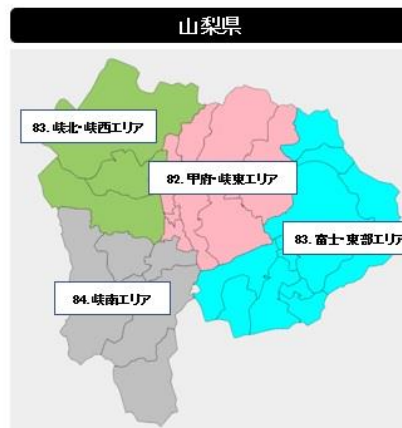 山梨県
83. 峡北・峡西エリア
82. 甲府・峡東エリア
83. 富士・東部エリア
84. 峡南エリア